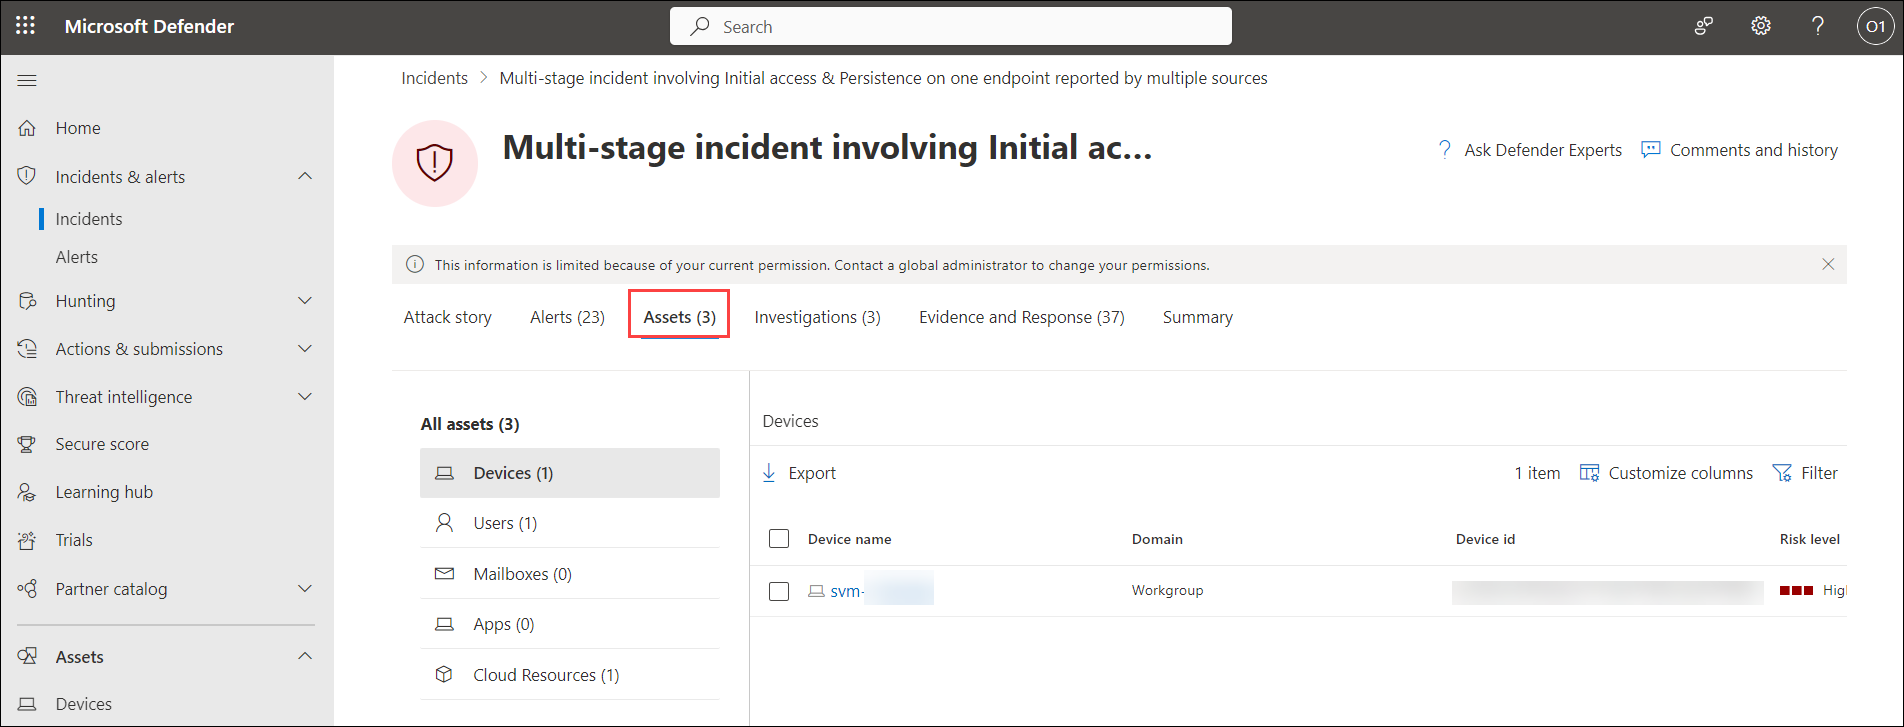 Microsoft Defender
Search
O1
Incidents > Multi-stage incident involving Initial access & Persistence on one endpoint reported by multiple sources
Home
Incidents & alerts
Incidents
Alerts
Hunting
Actions & submissions
Threat intelligence
Secure score
Learning hub
Trials
Partner catalog
Assets
Devices
Multi-stage incident involving Initial ac...
Ask Defender Experts
Comments and history
This information is limited because of your current permission. Contact a global administrator to change your permissions.
Attack story
Alerts (23)
Assets (3)
Investigations (3)
Evidence and Response (37)
Summary
All assets (3)
Devices (1)
Users (1)
Mailboxes (0)
Apps (0)
Cloud Resources (1)
Devices
Export
1 item
Customize columns
Filter
Device name Domain Device id Risk level
svm- Workgroup